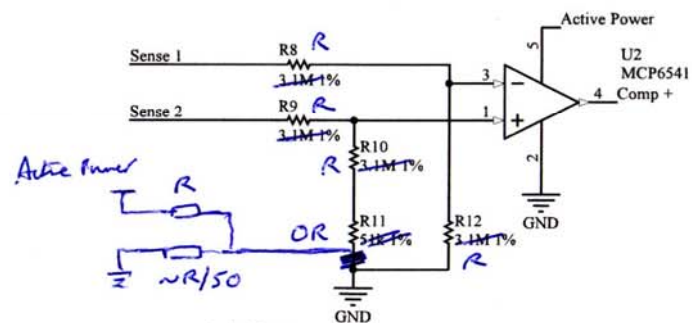 Active Power
Sense 1
R8 R
3.1M 1%
5
U2
MCP6541
3
4
Comp +
Sense 2
R9 R
3.1M 1%
1
2
R10
R 3.1M 1%
Active Power
R
GND
0R
R11
51k 1%
R12
3.1M 1%
R
~R/50
GND